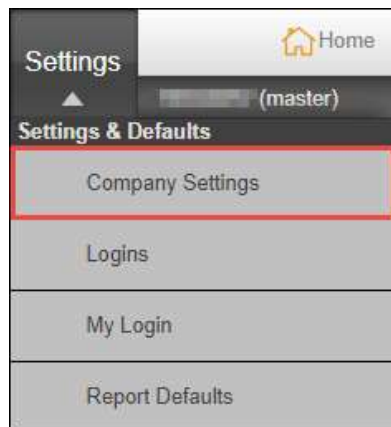 Settings
Home
(master)
Settings & Defaults
Company Settings
Logins
My Login
Report Defaults